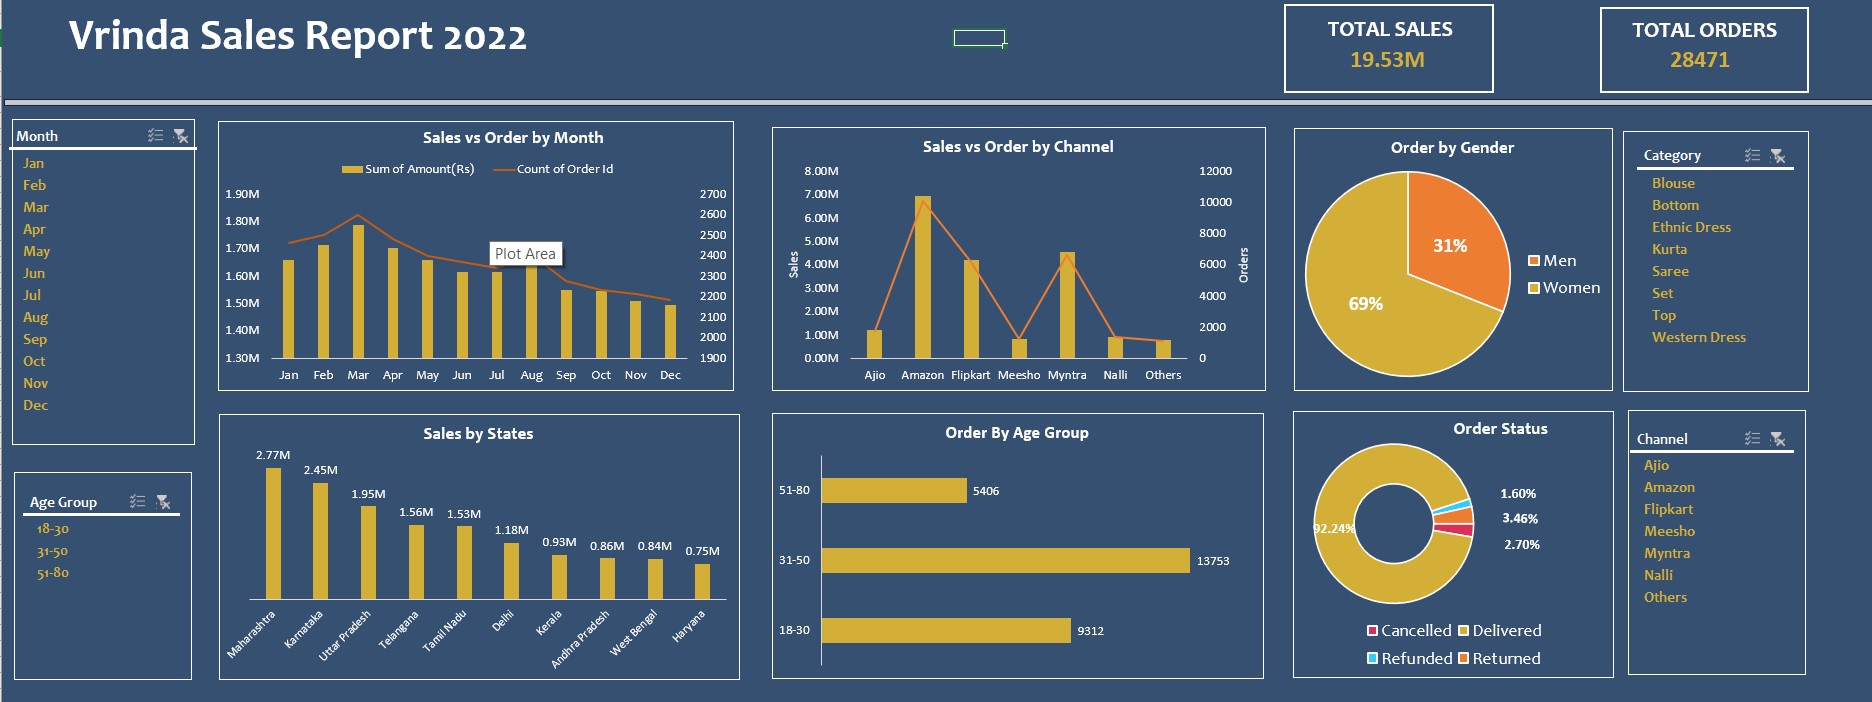 Vrinda Sales Report 2022
TOTAL SALES
19.53M
TOTAL ORDERS
28471
Month
Jan
Feb
Mar
Apr
May
Jun
Jul
Aug
Sep
Oct
Nov
Dec
Age Group
18-30
31-50
51-80
Sales vs Order by Month
Sum of Amount(Rs)
Count of Order Id
1.90M
1.80M
1.70M
1.60M
1.50M
1.40M
1.30M
2700
2600
2500
2400
2300
2200
2100
2000
1900
Plot Area
Jan Feb Mar Apr May Jun Jul Aug Sep Oct Nov Dec
Sales vs Order by Channel
8.00M
7.00M
6.00M
5.00M
4.00M
3.00M
2.00M
1.00M
0.00M
Sales
12000
10000
8000
6000
4000
2000
0
Orders
Ajio Amazon Flipkart Meesho Myntra Nalli Others
Order by Gender
31%
69%
Men
Women
Category
Blouse
Bottom
Ethnic Dress
Kurta
Saree
Set
Top
Western Dress
Sales by States
2.77M
2.45M
1.95M
1.56M
1.53M
1.18M
0.93M
0.86M
0.84M
0.75M
Maharashtra
Karnataka
Uttar Pradesh
Telangana
Tamil Nadu
Delhi
Kerala
Andhra Pradesh
West Bengal
Haryana
Order By Age Group
51-80
5406
31-50
13753
18-30
9312
Order Status
1.60%
3.46%
2.70%
92.24%
Cancelled
Delivered
Refunded
Returned
Channel
Ajio
Amazon
Flipkart
Meesho
Myntra
Nalli
Others